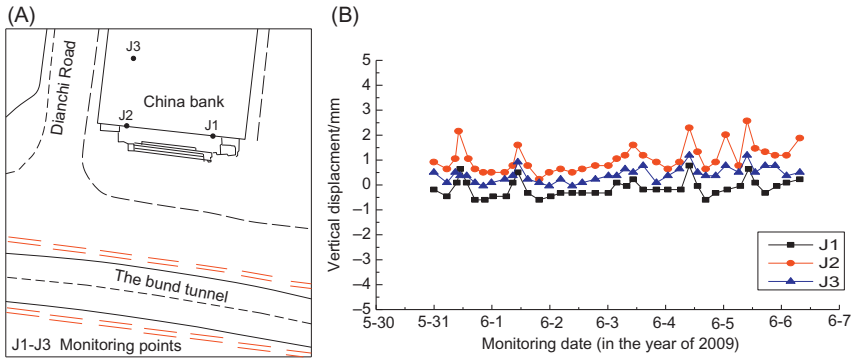 (A)
J3
Dianchi Road
China bank
J2
J1
The bund tunnel
J1-J3 Monitoring points
(B)
Vertical displacment/mm
5
4
3
2
1
0
–1
–2
–3
–4
–5
J1
J2
J3
5-30 5-31 6-1 6-2 6-3 6-4 6-5 6-6 6-7
Monitoring date (in the year of 2009)